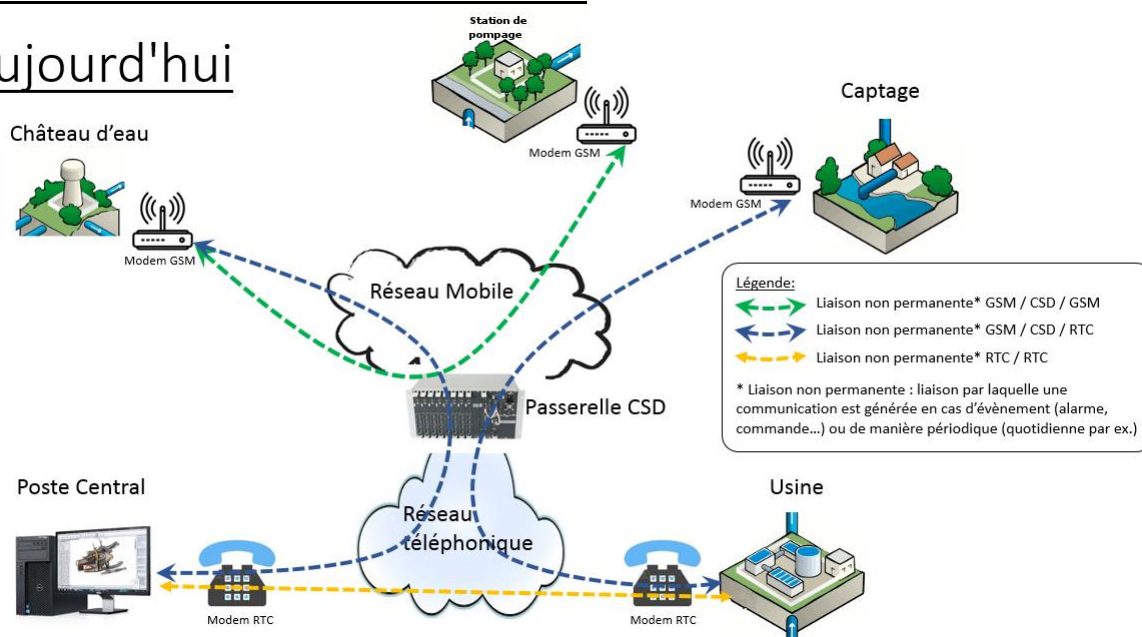 ujourd'hui
Station de
pompage
Captage
Château d'eau
Modem GSM
Modem GSM
Modem GSM
Réseau Mobile
Légende:
Liaison non permanente* GSM / CSD / GSM
Liaison non permanente* GSM / CSD / RTC
Liaison non permanente* RTC / RTC
* Liaison non permanente : liaison par laquelle une
communication est générée en cas d'évènement (alarme,
commande...) ou de manière périodique (quotidienne par ex.)
Passerelle CSD
Poste Central
Usine
Réseau
téléphonique
Modem RTC
Modem RTC